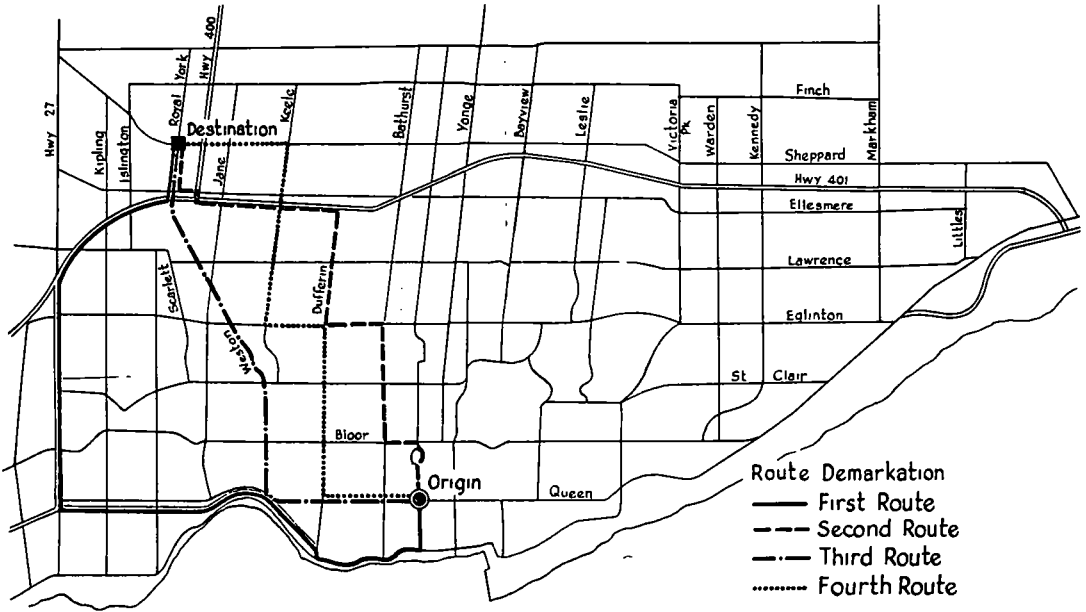 Hwy 400
Royal York
Keele
Hwy 27
Kipling
Islington
Destination
Jane
Bathurst
Yonge
Bayview
Leslie
Victoria Pk
Warden
Kennedy
Markham
Finch
Sheppard
Hwy 401
Ellesmere
Littles
Lawrence
Scarlett
Dufferin
Eglinton
Weston
St Clair
Bloor
Origin
Queen
Route Demarkation
First Route
Second Route
Third Route
Fourth Route